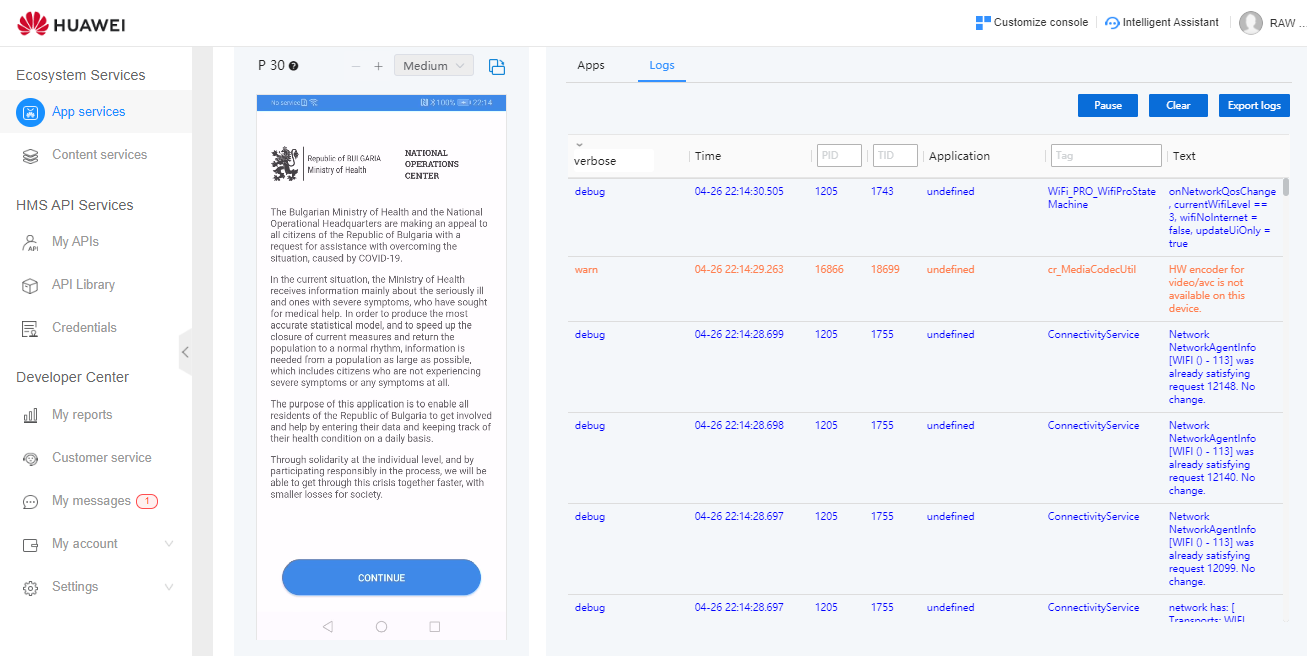 HUAWEI
Customize console
Intelligent Assistant
RAW ...
Ecosystem Services
App services
Content services
HMS API Services
My APIs
API Library
Credentials
Developer Center
My reports
Customer service
My messages 1
My account
Settings
P 30 ?
− + Medium
No service 100% 22:14
Republic of BULGARIA
Ministry of Health
NATIONAL
OPERATIONS
CENTER
The Bulgarian Ministry of Health and the National
Operational Headquarters are making an appeal to
all citizens of the Republic of Bulgaria with a
request for assistance with overcoming the
situation, caused by COVID-19.
In the current situation, the Ministry of Health
receives information mainly about the seriously ill
and ones with severe symptoms, who have sought
for medical help. In order to produce the most
accurate statistical model, and to speed up the
closure of current measures and return the
population to a normal rhythm, information is
needed from a population as large as possible,
which includes citizens who are not experiencing
severe symptoms or any symptoms at all.
The purpose of this application is to enable all
residents of the Republic of Bulgaria to get involved
and help by entering their data and keeping track of
their health condition on a daily basis.
Through solidarity at the individual level, and by
participating responsibly in the process, we will be
able to get through this crisis together faster, with
smaller losses for society.
CONTINUE
Apps Logs
Pause Clear Export logs
verbose Time PID TID Application Tag Text
debug 04-26 22:14:30.505 1205 1743 undefined WiFi_PRO_WifiProState onNetworkQosChange
Machine , currentWifiLevel ==
3, wifiNoInternet =
false, updateUiOnly =
true
warn 04-26 22:14:29.263 16866 18699 undefined cr_MediaCodecUtil HW encoder for
video/avc is not
available on this
device.
debug 04-26 22:14:28.699 1205 1755 undefined ConnectivityService Network
NetworkAgentInfo
[WIFI () - 113] was
already satisfying
request 12148. No
change.
debug 04-26 22:14:28.698 1205 1755 undefined ConnectivityService Network
NetworkAgentInfo
[WIFI () - 113] was
already satisfying
request 12140. No
change.
debug 04-26 22:14:28.697 1205 1755 undefined ConnectivityService Network
NetworkAgentInfo
[WIFI () - 113] was
already satisfying
request 12099. No
change.
debug 04-26 22:14:28.697 1205 1755 undefined ConnectivityService network has: [
Transports: WIFI